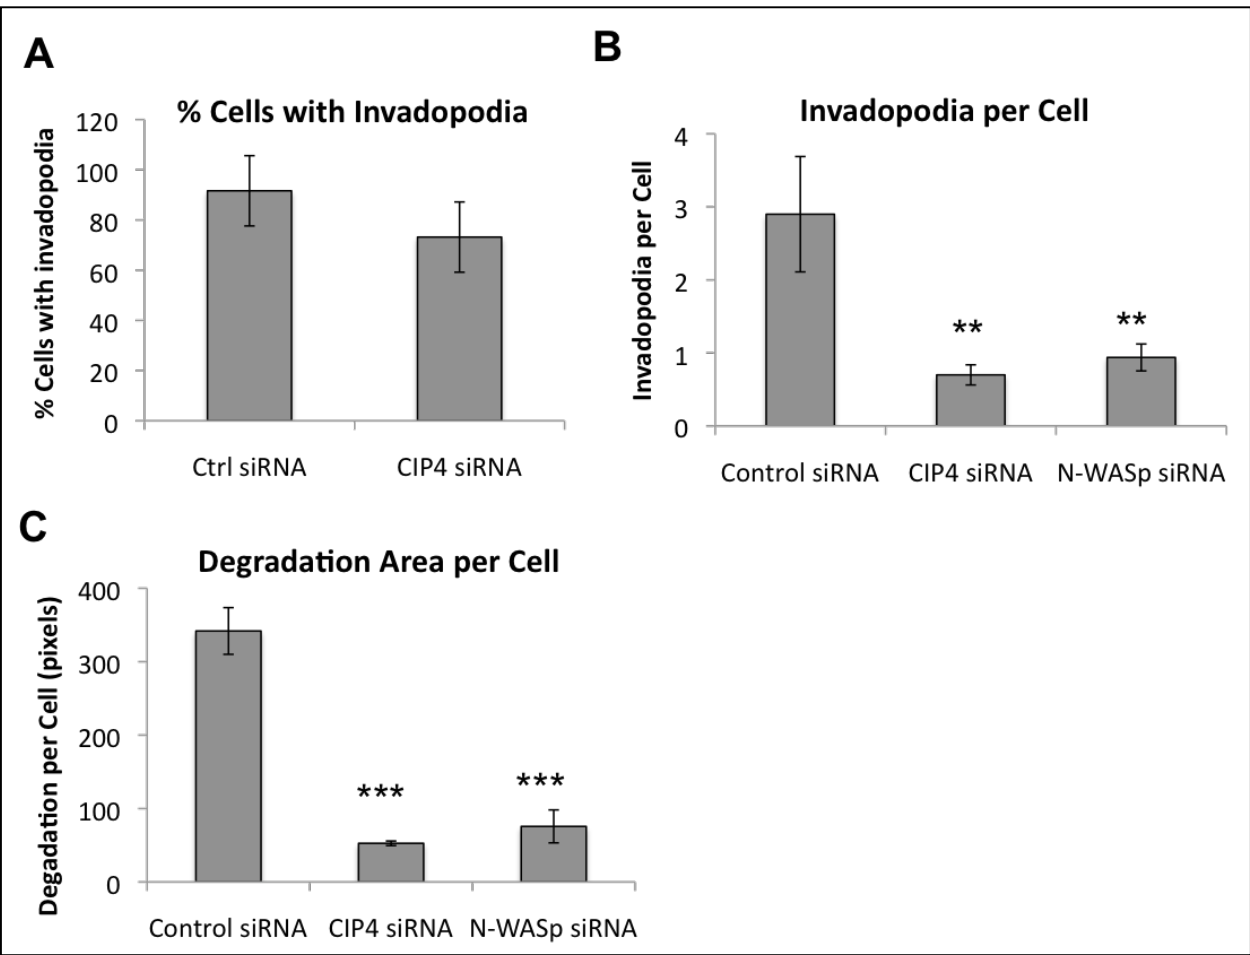 A
% Cells with Invadopodia
% Cells with invadopodia
120
100
80
60
40
20
0
Ctrl siRNA
CIP4 siRNA
B
Invadopodia per Cell
Invadopodia per Cell
4
3
2
1
0
**
**
Control siRNA
CIP4 siRNA
N-WASp siRNA
C
Degradation Area per Cell
Degadation per Cell (pixels)
400
300
200
100
0
***
***
Control siRNA
CIP4 siRNA
N-WASp siRNA